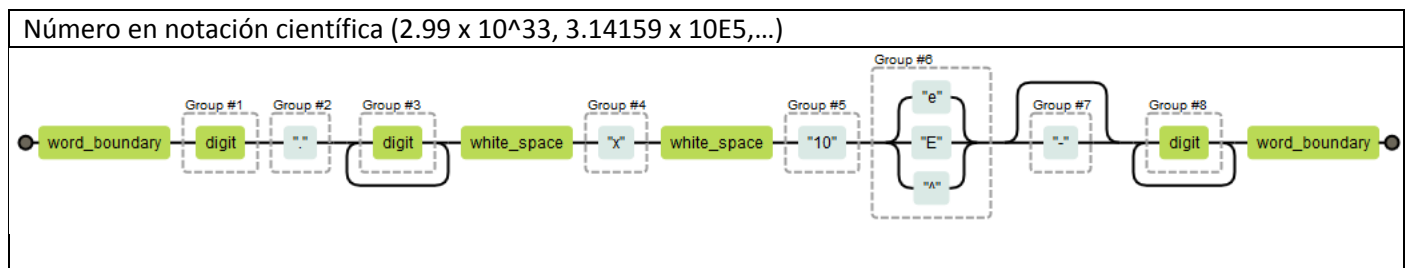 Número en notación científica (2.99 x 10^33, 3.14159 x 10E5,…)
Group #6
Group #1 Group #2 Group #3 Group #4 Group #5 Group #7 Group #8
"e"
word_boundary digit "." digit white_space "x" white_space "10" "E" "-" digit word_boundary
"^"